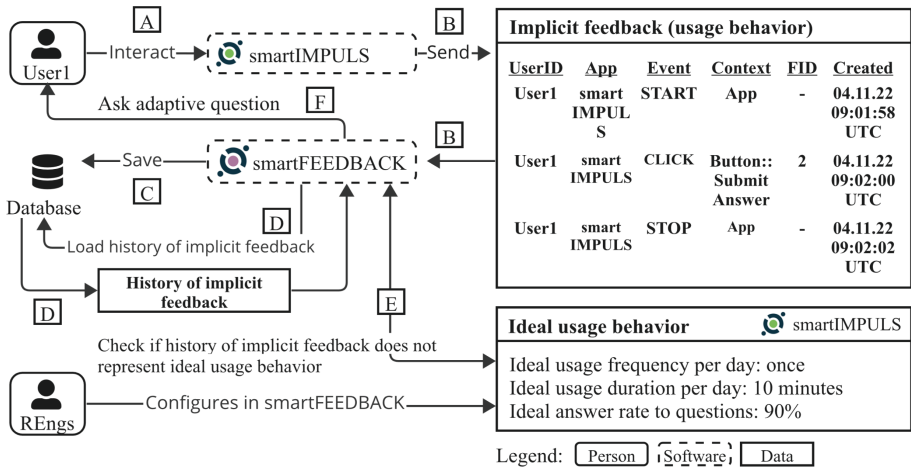 A
B
User1
Interact
smartIMPULS
Send
Implicit feedback (usage behavior)
UserID App Event Context FID Created
User1 smart START App - 04.11.22
IMPUL 09:01:58
S UTC
User1 smart CLICK Button:: 2 04.11.22
IMPULS Submit 09:02:00
Answer UTC
User1 smart STOP App - 04.11.22
IMPULS 09:02:02
UTC
Ask adaptive question
F
B
Save
smartFEEDBACK
C
Database
D
Load history of implicit feedback
D
History of implicit
feedback
E
Check if history of implicit feedback does not
represent ideal usage behavior
Ideal usage behavior smartIMPULS
Ideal usage frequency per day: once
Ideal usage duration per day: 10 minutes
Ideal answer rate to questions: 90%
REngs
Configures in smartFEEDBACK
Legend: Person Software Data